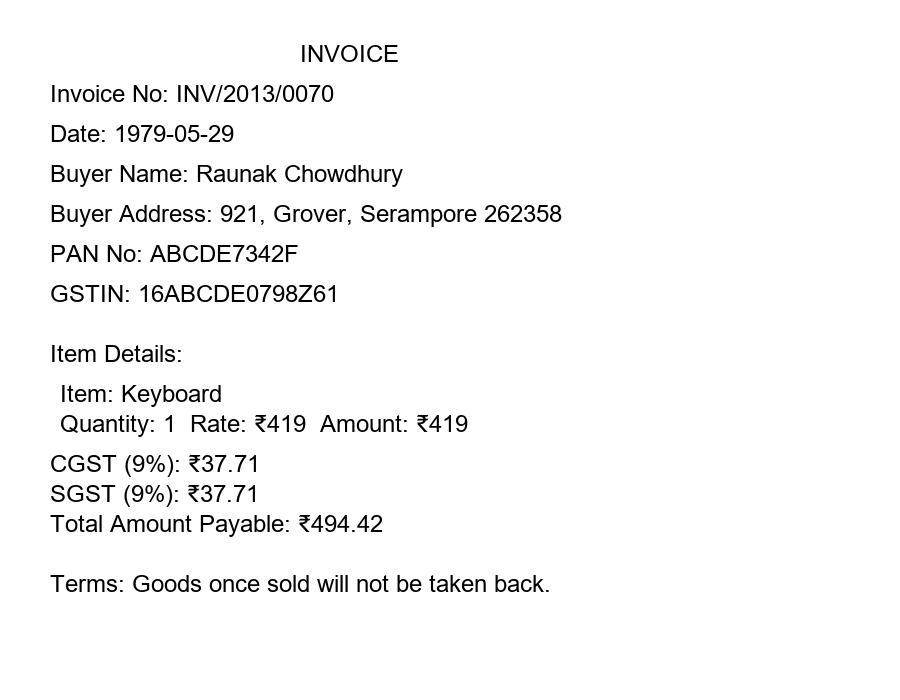 INVOICE
Invoice No: INV/2013/0070
Date: 1979-05-29
Buyer Name: Raunak Chowdhury
Buyer Address: 921, Grover, Serampore 262358
PAN No: ABCDE7342F
GSTIN: 16ABCDE0798Z61
Item Details:
Item: Keyboard
Quantity: 1  Rate: ₹419  Amount: ₹419
CGST (9%): ₹37.71
SGST (9%): ₹37.71
Total Amount Payable: ₹494.42
Terms: Goods once sold will not be taken back.